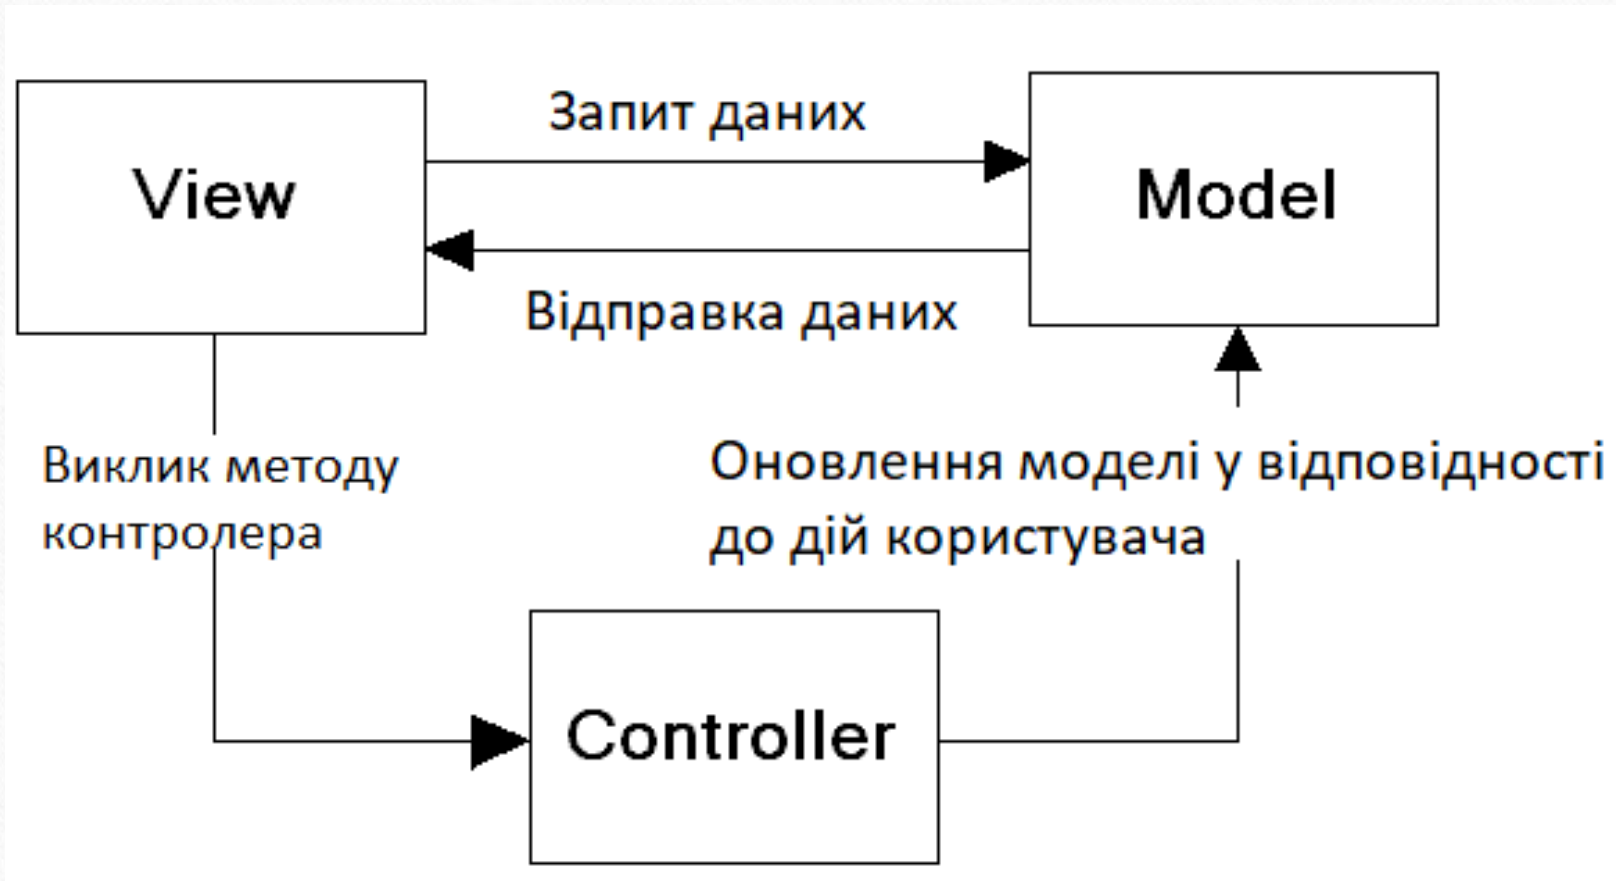 Запит даних
View
Model
Відправка даних
Виклик методу
контролера
Оновлення моделі у відповідності
до дій користувача
Controller